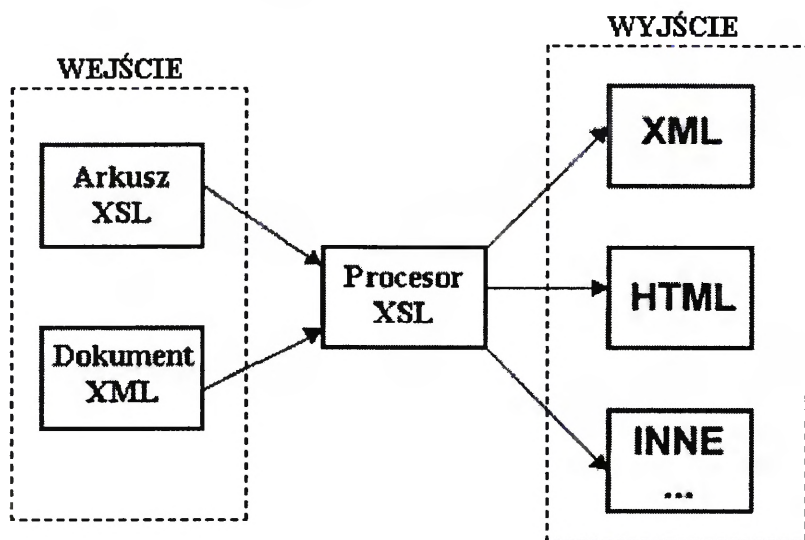 WEJŚCIE
Arkusz
XSL
Dokument
XML
Procesor
XSL
WYJŚCIE
XML
HTML
INNE
...